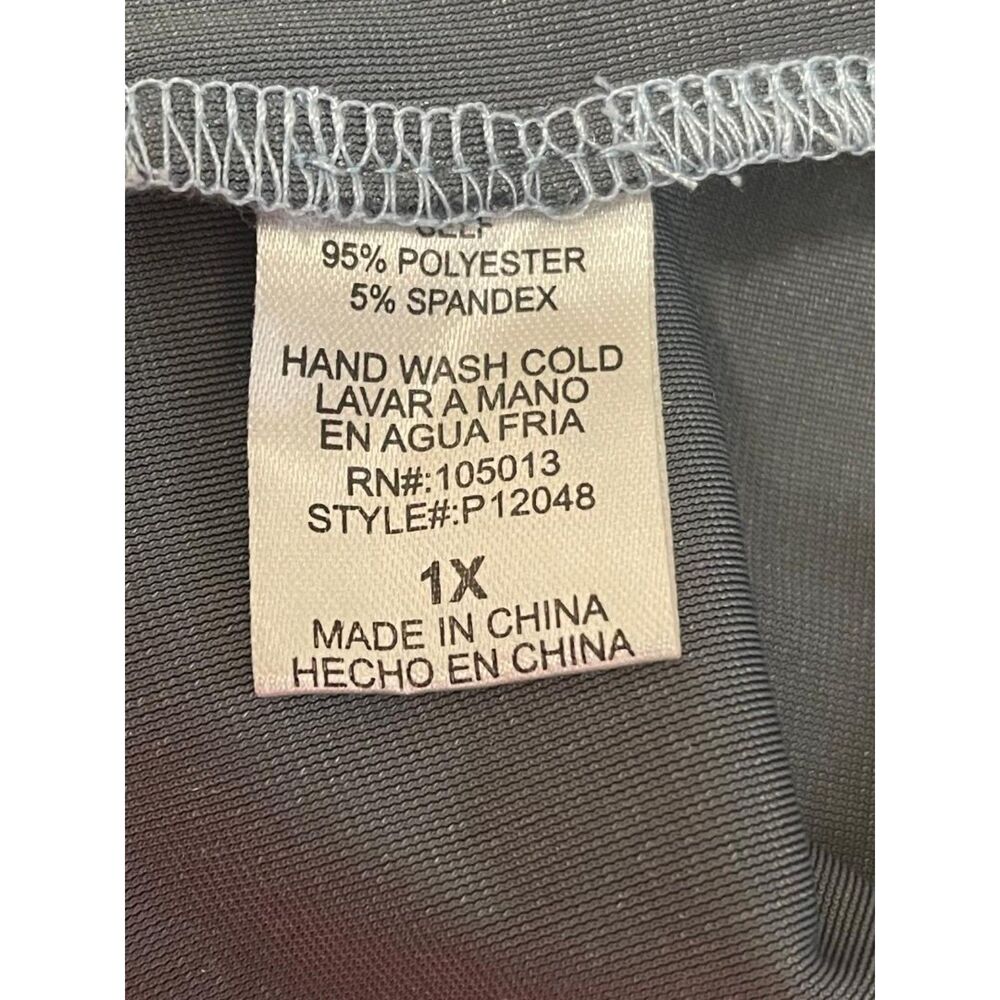 SELF
95% POLYESTER
5% SPANDEX
HAND WASH COLD
LAVAR A MANO
EN AGUA FRIA
RN#:105013
STYLE#:P12048
1X
MADE IN CHINA
HECHO EN CHINA